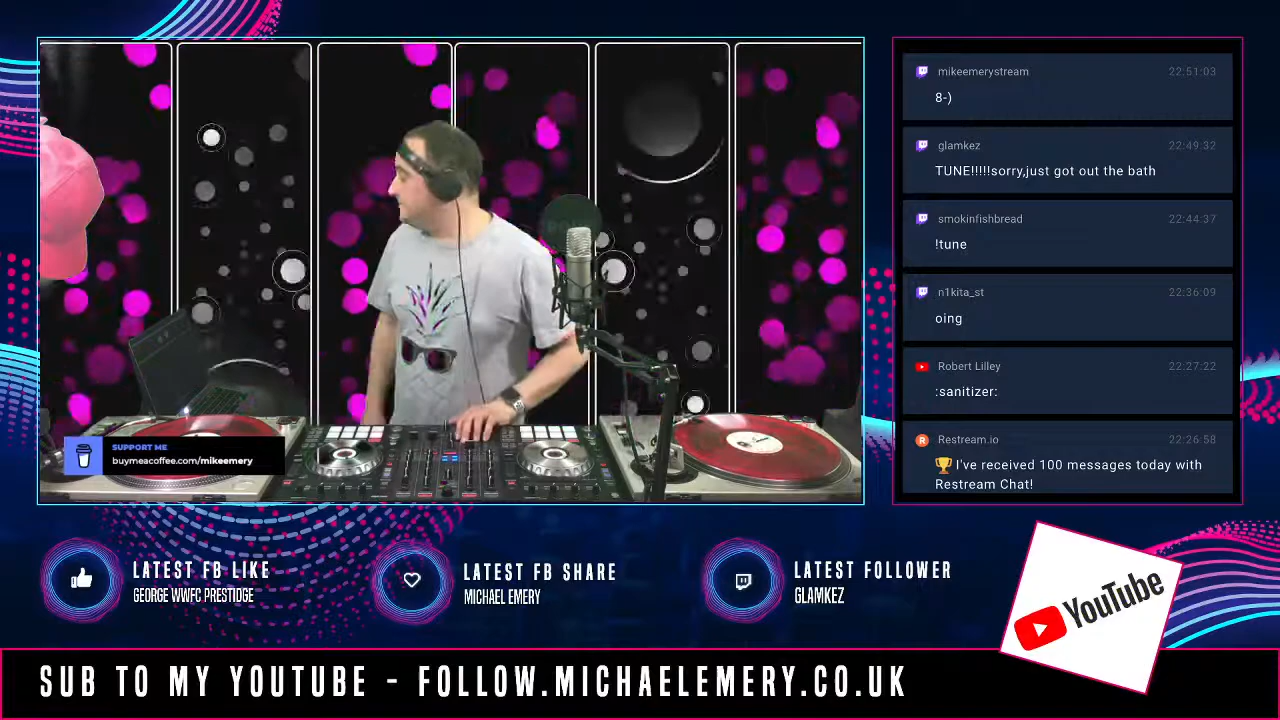 mikeemerystream 22:51:03
8-)
glamkez 22:49:32
TUNE!!!!!sorry,just got out the bath
smokinfishbread 22:44:37
!tune
n1kita_st 22:36:09
oing
Robert Lilley 22:27:22
:sanitizer:
Restream.io 22:26:58
🏆 I've received 100 messages today with
Restream Chat!
SUPPORT ME
buymeacoffee.com/mikeemery
LATEST FB LIKE
GEORGE WWFC PRESTIDGE
LATEST FB SHARE
MICHAEL EMERY
LATEST FOLLOWER
GLAMKEZ
YouTube
SUB TO MY YOUTUBE - FOLLOW.MICHAELEMERY.CO.UK